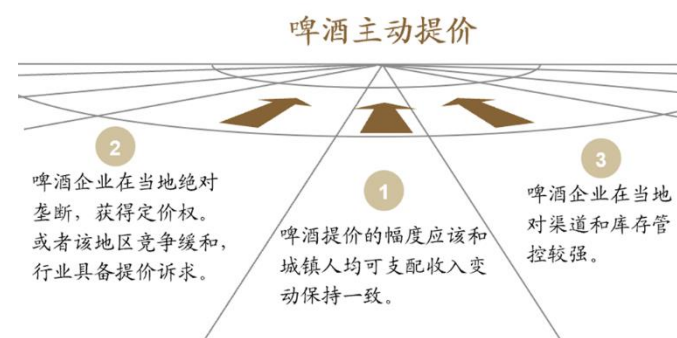 啤酒主动提价
2
啤酒企业在当地绝对
垄断，获得定价权。
或者该地区竞争缓和，
行业具备提价诉求。
1
啤酒提价的幅度应该和
城镇人均可支配收入变
动保持一致。
3
啤酒企业在当地
对渠道和库存管
控较强。